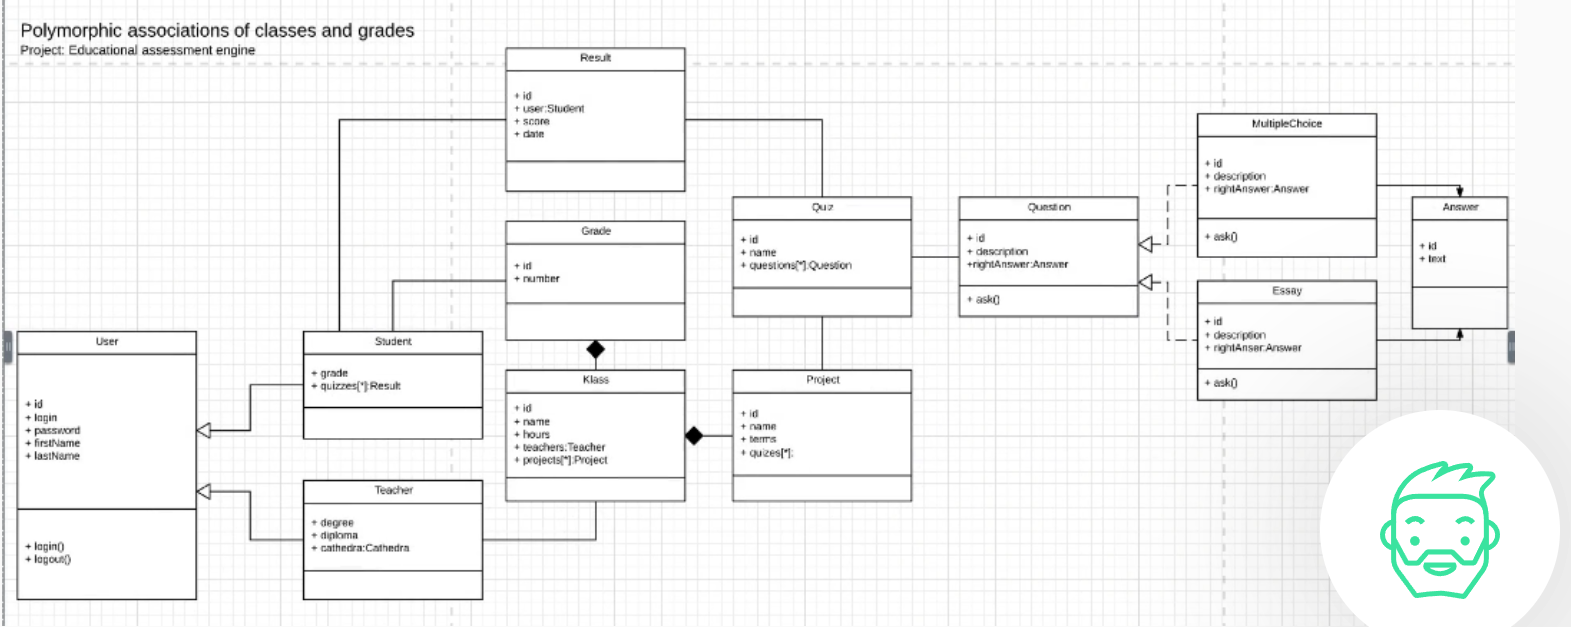 Polymorphic associations of classes and grades
Project: Educational assessment engine
Result
+ id
+ user:Student
+ score
+ date
Grade
+ id
+ number
User
+ id
+ login
+ password
+ firstName
+ lastName
+ login()
+ logout()
Student
+ grade
+ quizzes[*]:Result
Teacher
+ degree
+ diploma
+ cathedra:Cathedra
Klass
+ id
+ name
+ hours
+ teachers:Teacher
+ projects[*]:Project
Quiz
+ id
+ name
+ questions[*]:Question
Project
+ id
+ name
+ terms
+ quizes[*]:
Question
+ id
+ description
+rightAnswer:Answer
+ ask()
MultipleChoice
+ id
+ description
+ rightAnswer:Answer
+ ask()
Essay
+ id
+ description
+ rightAnser:Answer
+ ask()
Answer
+ id
+ text